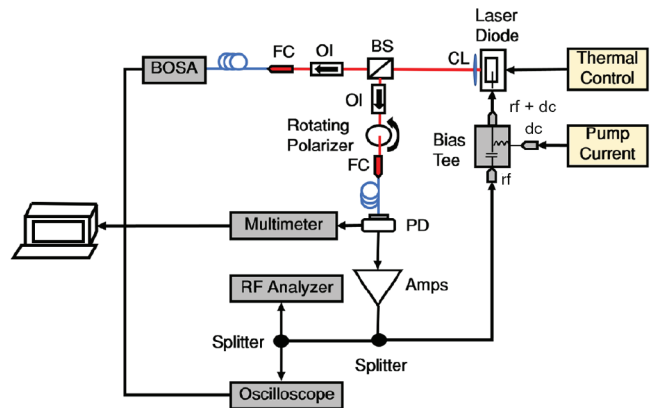 Laser
Diode
FC
OI
BS
CL
BOSA
Thermal
Control
OI
rf + dc
Rotating
Polarizer
dc
Bias
Tee
Pump
Current
FC
rf
Multimeter
PD
RF Analyzer
Amps
Splitter
Splitter
Oscilloscope